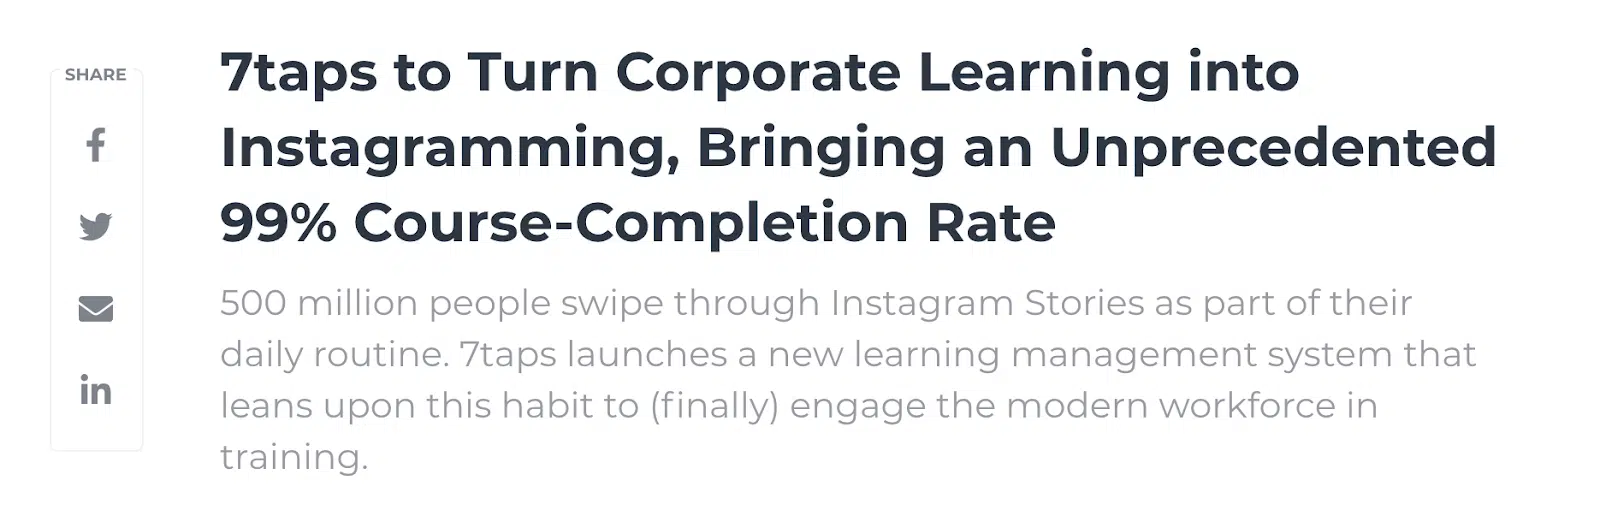 SHARE
7taps to Turn Corporate Learning into
Instagramming, Bringing an Unprecedented
99% Course-Completion Rate
500 million people swipe through Instagram Stories as part of their
daily routine. 7taps launches a new learning management system that
leans upon this habit to (finally) engage the modern workforce in
training.